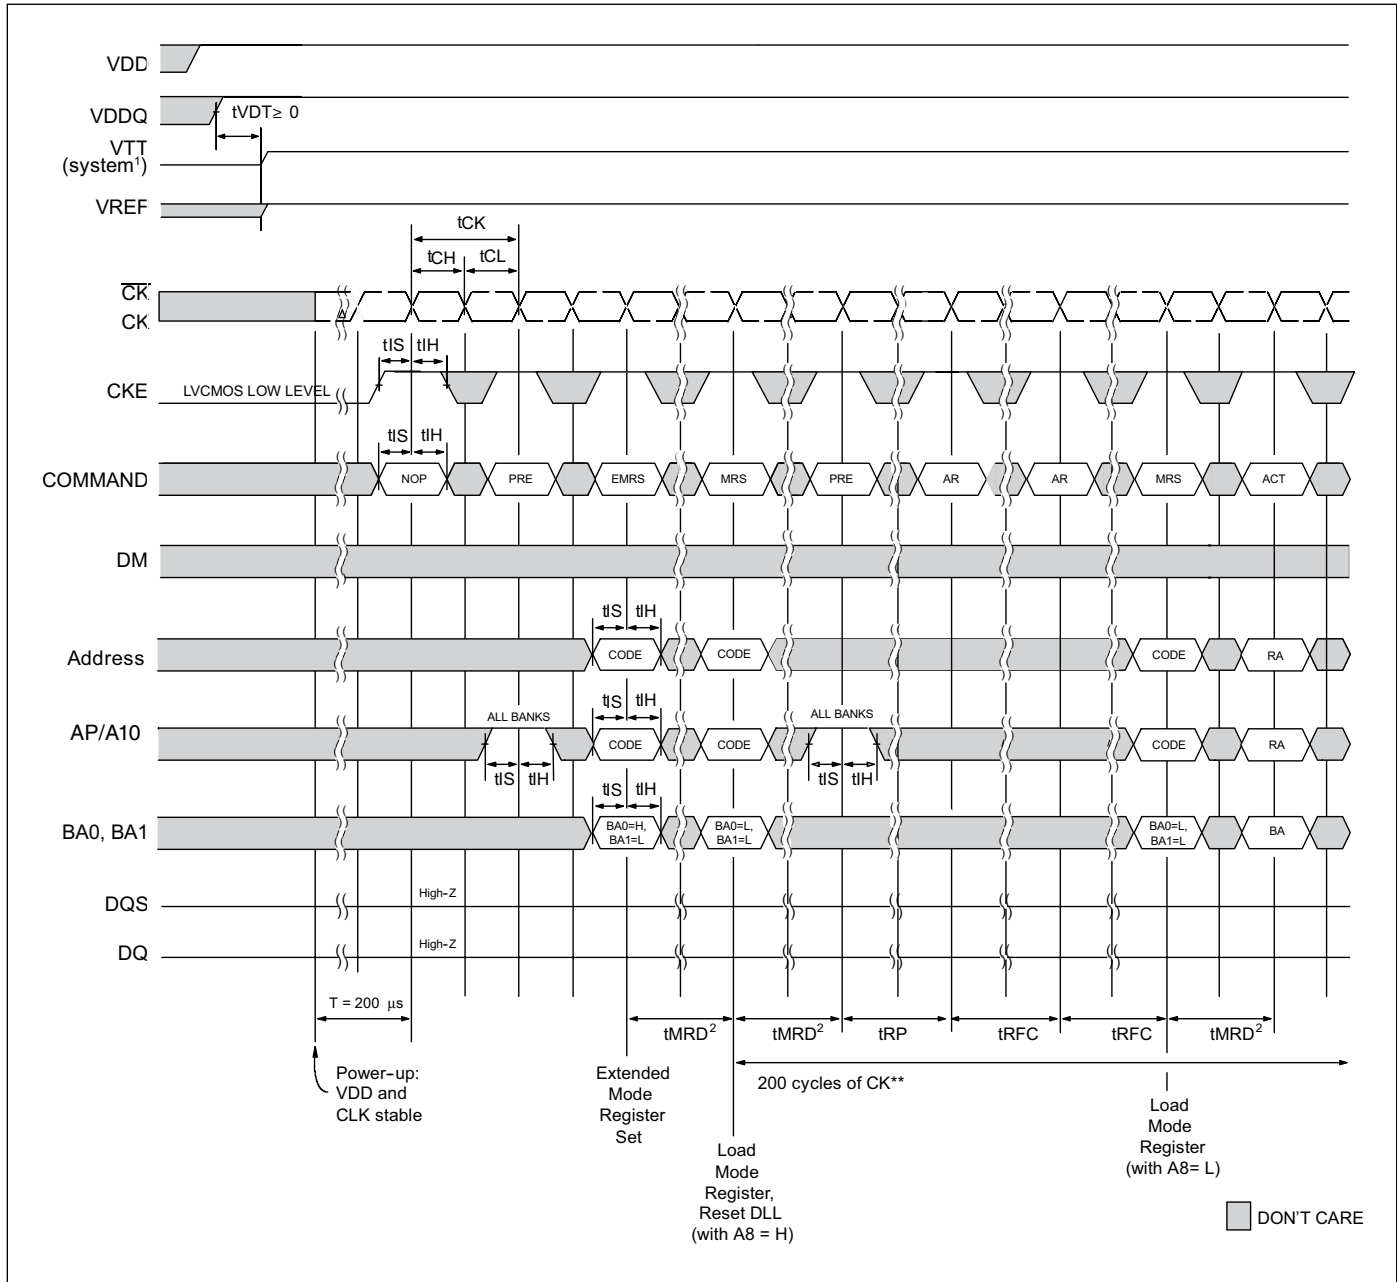 VDD
VDDQ
tVDT≥ 0
VTT
(system¹)
VREF
tCK
tCH
tCL
CK
CK
tIS
tIH
CKE
LVCMOS LOW LEVEL
tIS
tIH
COMMAND
NOP
PRE
EMRS
MRS
PRE
AR
AR
MRS
ACT
DM
tIS
tIH
Address
CODE
CODE
CODE
RA
ALL BANKS
tIS
tIH
ALL BANKS
AP/A10
CODE
CODE
CODE
RA
tIS
tIH
tIS
tIH
tIS
tIH
BA0, BA1
BA0=H,
BA1=L
BA0=L,
BA1=L
BA0=L,
BA1=L
BA
DQS
High-Z
DQ
High-Z
T = 200 µs
tMRD²
tMRD²
tRP
tRFC
tRFC
tMRD²
Power-up:
VDD and
CLK stable
Extended
Mode
Register
Set
200 cycles of CK**
Load
Mode
Register,
Reset DLL
(with A8 = H)
Load
Mode
Register
(with A8= L)
DON'T CARE